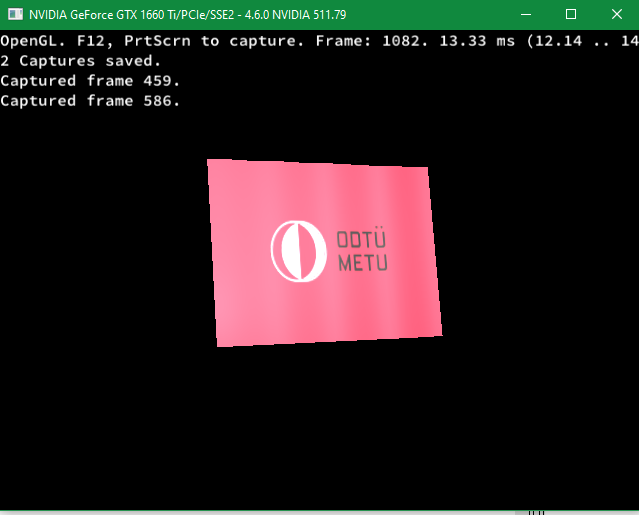 NVIDIA GeForce GTX 1660 Ti/PCIe/SSE2 - 4.6.0 NVIDIA 511.79
OpenGL. F12, PrtScrn to capture. Frame: 1082. 13.33 ms (12.14 .. 14
2 Captures saved.
Captured frame 459.
Captured frame 586.
ODTÜ
METU